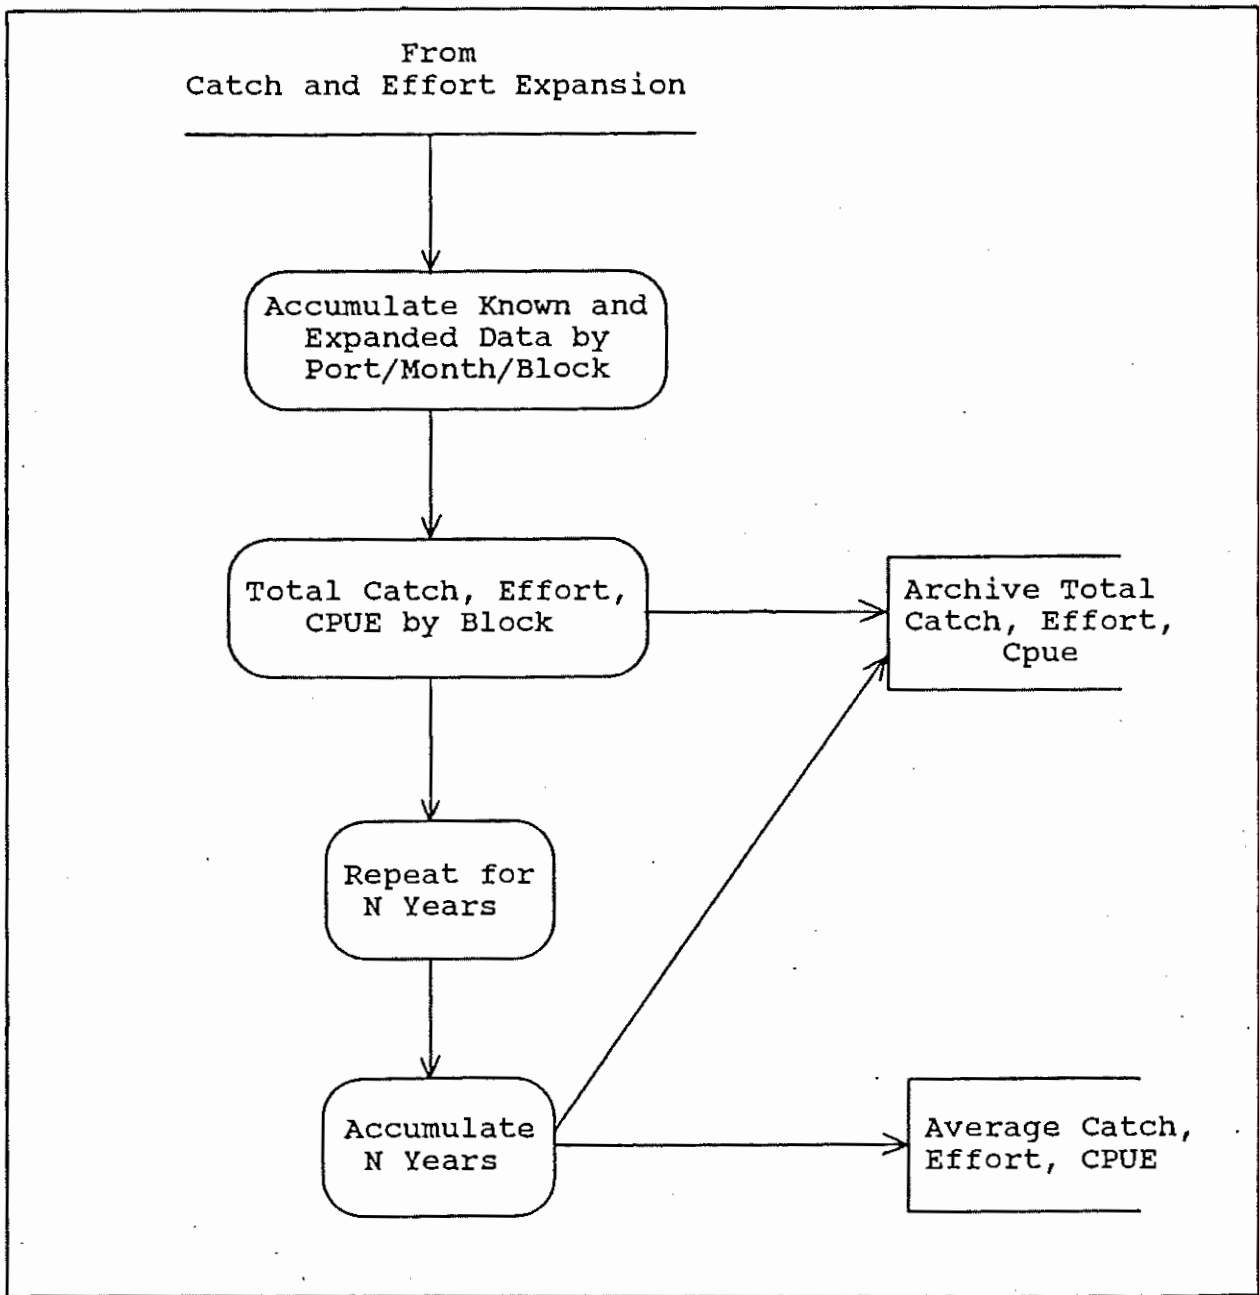 From
Catch and Effort Expansion
Accumulate Known and
Expanded Data by
Port/Month/Block
Total Catch, Effort,
CPUE by Block
Archive Total
Catch, Effort,
Cpue
Repeat for
N Years
Accumulate
N Years
Average Catch,
Effort, CPUE